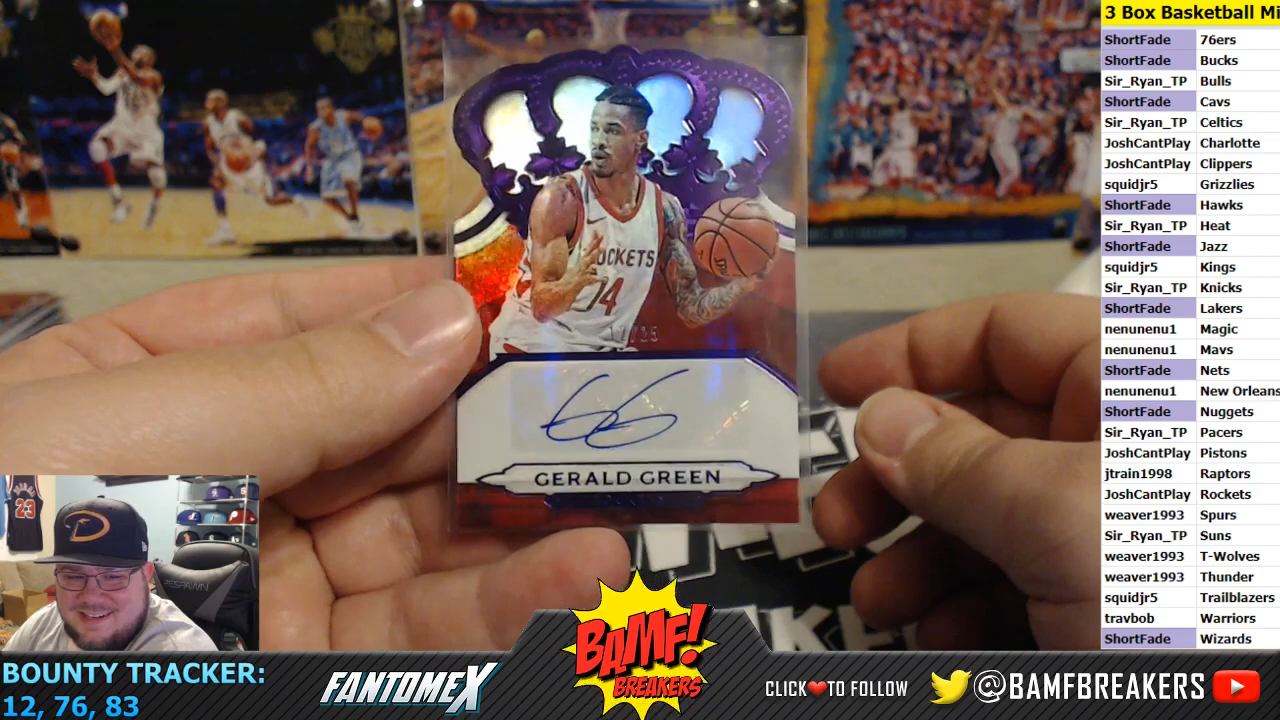 ROCKETS
14
GERALD GREEN
23
BOUNTY TRACKER:
12, 76, 83
FANTOMEX
BAMF!
BREAKERS
CLICK TO FOLLOW
@BAMFBREAKERS
3 Box Basketball Mi
ShortFade 76ers
ShortFade Bucks
Sir_Ryan_TP Bulls
ShortFade Cavs
Sir_Ryan_TP Celtics
JoshCantPlay Charlotte
JoshCantPlay Clippers
squidjr5 Grizzlies
ShortFade Hawks
Sir_Ryan_TP Heat
ShortFade Jazz
squidjr5 Kings
Sir_Ryan_TP Knicks
ShortFade Lakers
nenunenu1 Magic
nenunenu1 Mavs
ShortFade Nets
nenunenu1 New Orleans
ShortFade Nuggets
Sir_Ryan_TP Pacers
JoshCantPlay Pistons
jtrain1998 Raptors
JoshCantPlay Rockets
weaver1993 Spurs
Sir_Ryan_TP Suns
weaver1993 T-Wolves
weaver1993 Thunder
squidjr5 Trailblazers
travbob Warriors
ShortFade Wizards